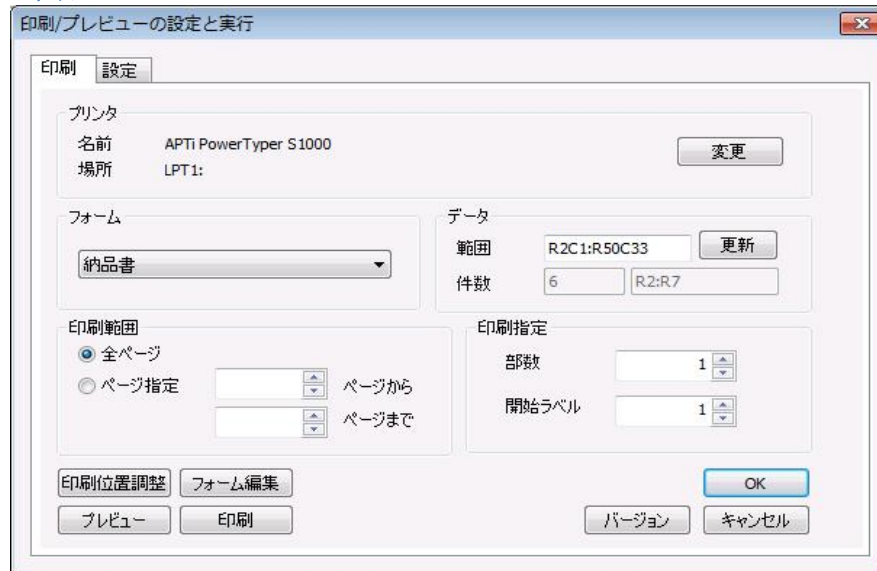 印刷/プレビューの設定と実行
印刷 設定
プリンタ
名前 APTi PowerTyper S1000
変更
場所 LPT1:
フォーム
納品書
データ
範囲 R2C1:R50C33 更新
件数 6 R2:R7
印刷範囲
全ページ
ページ指定 ページから
ページまで
印刷指定
部数 1
開始ラベル 1
印刷位置調整 フォーム編集 OK
プレビュー 印刷 バージョン キャンセル